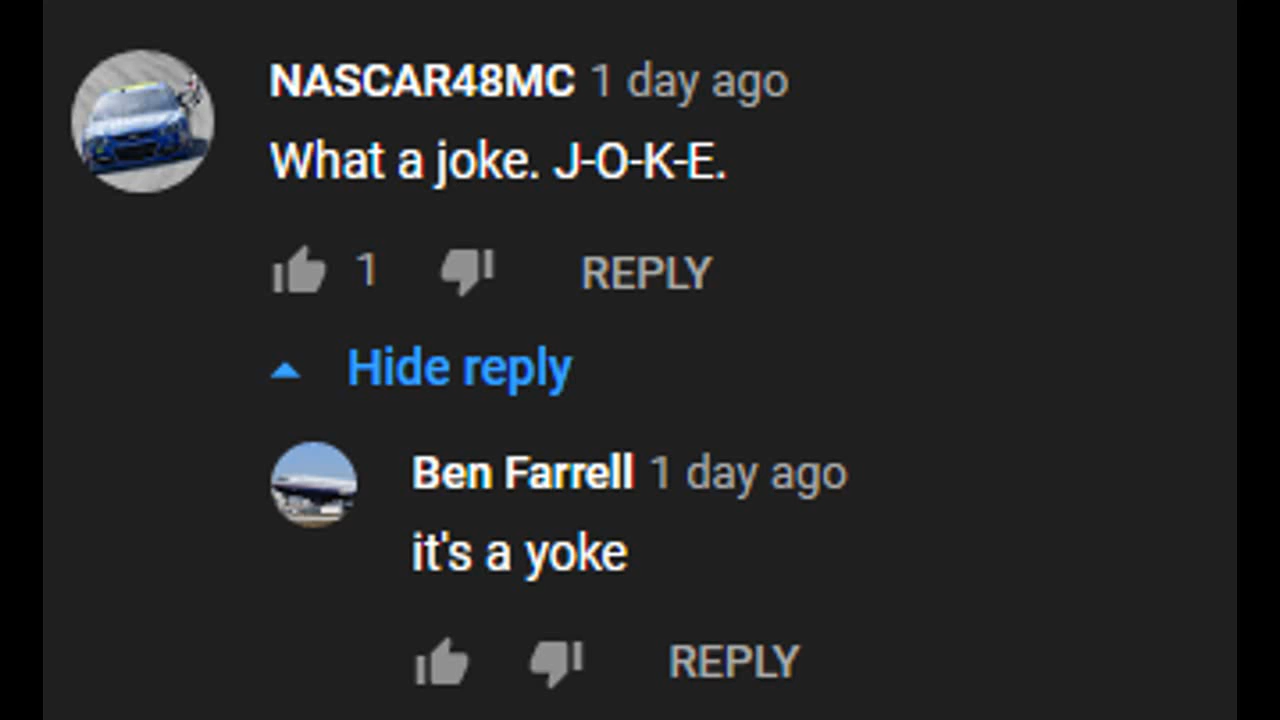 NASCAR48MC 1 day ago
What a joke. J-O-K-E.
1 REPLY
Hide reply
Ben Farrell 1 day ago
it's a yoke
REPLY